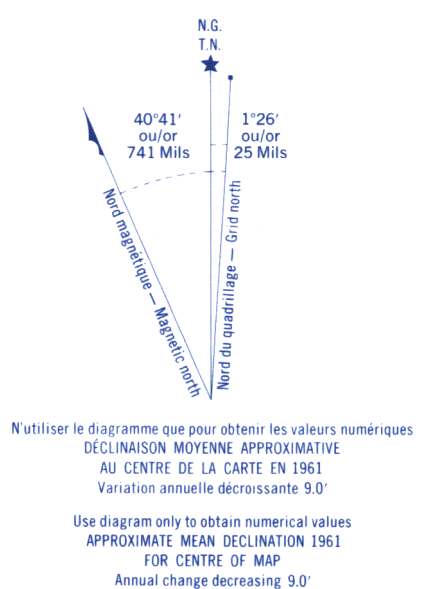 N.G.
T.N.
40°41′
ou/or
741 Mils
1°26′
ou/or
25 Mils
Nord magnétique — Magnetic north
Nord du quadrillage — Grid north
N'utiliser le diagramme que pour obtenir les valeurs numériques
DÉCLINAISON MOYENNE APPROXIMATIVE
AU CENTRE DE LA CARTE EN 1961
Variation annuelle décroissante 9.0′
Use diagram only to obtain numerical values
APPROXIMATE MEAN DECLINATION 1961
FOR CENTRE OF MAP
Annual change decreasing 9.0′